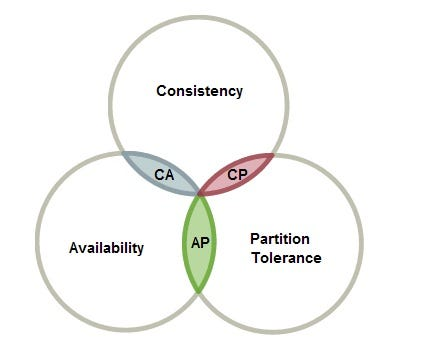 Consistency
CA
CP
Availability
AP
Partition
Tolerance